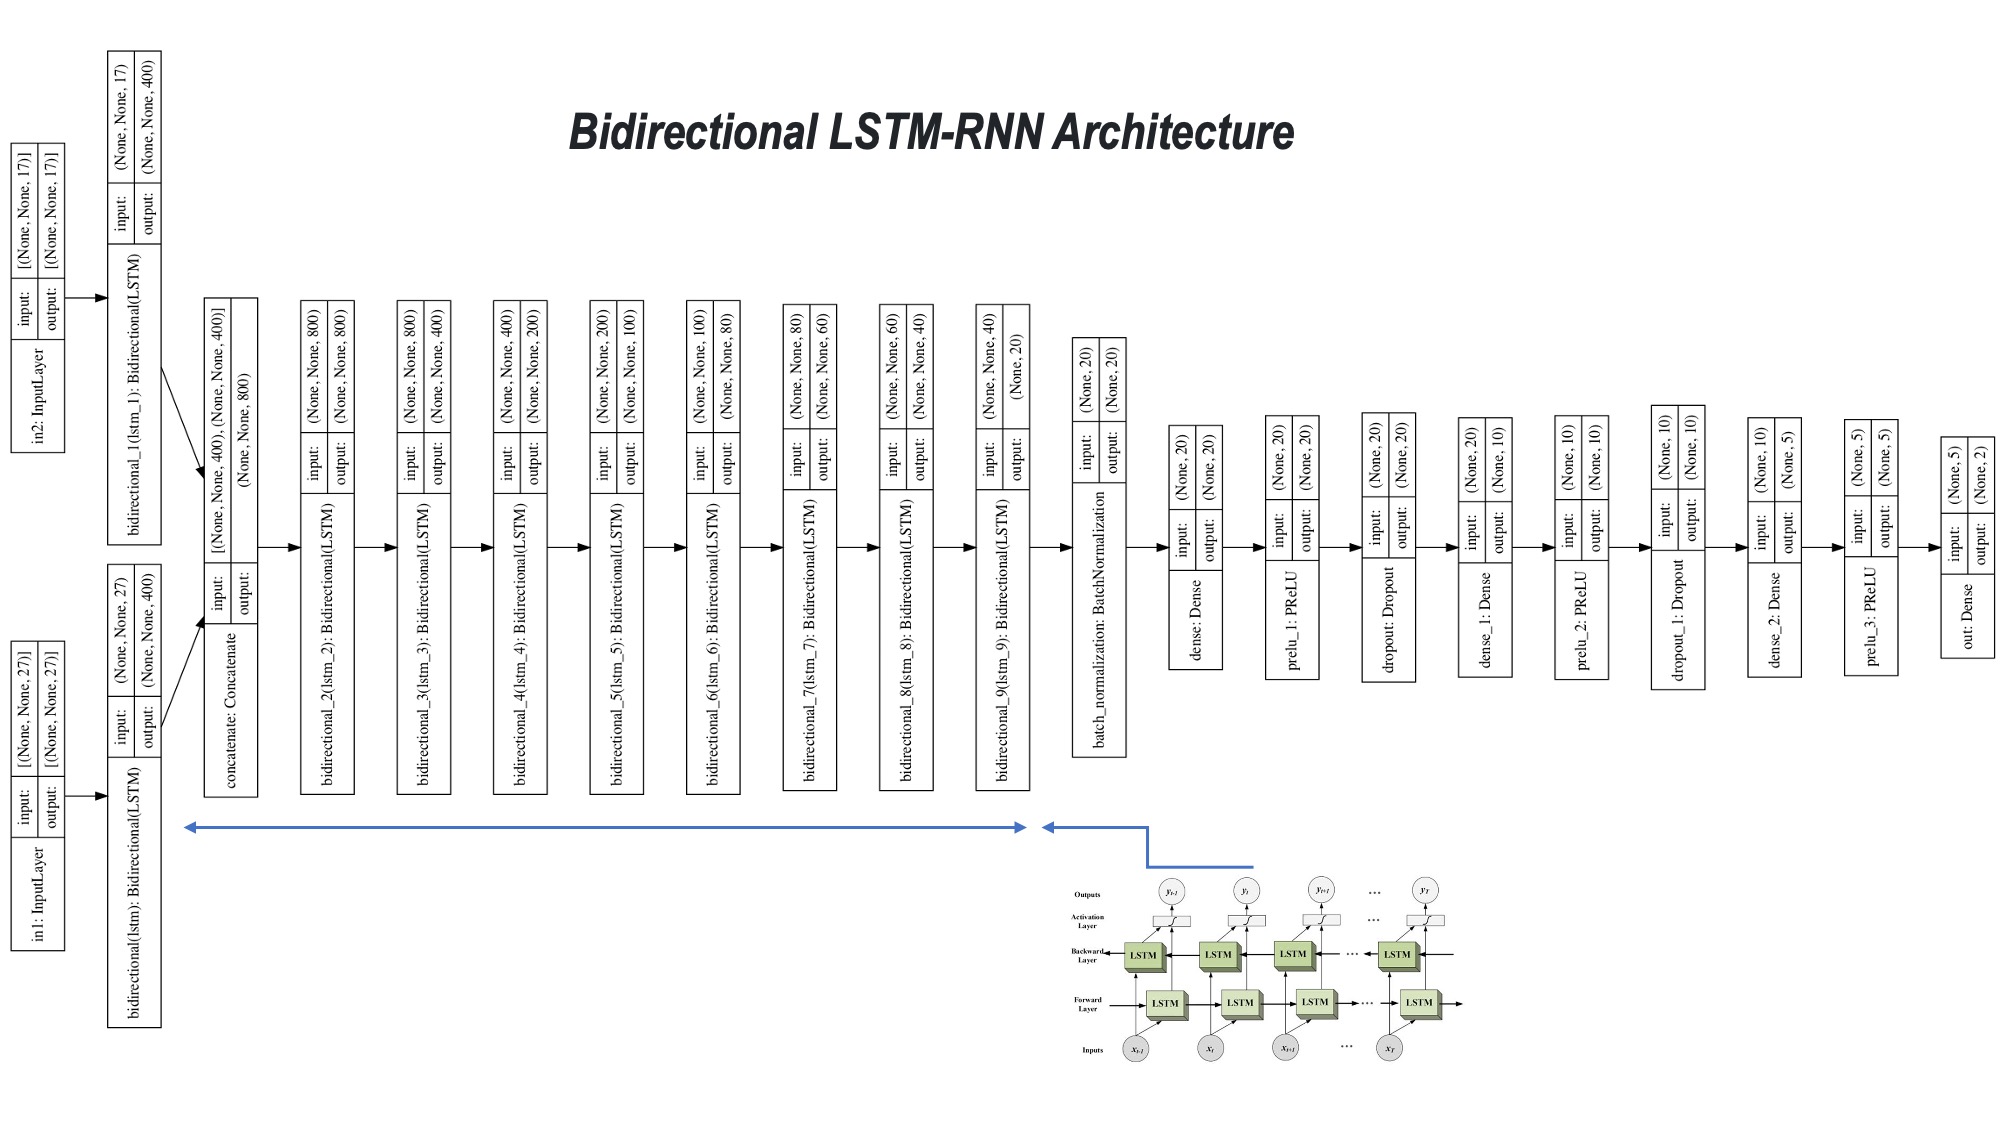 Bidirectional LSTM-RNN Architecture
in2: InputLayer
input: [(None, None, 17)]
output: [(None, None, 17)]
bidirectional_1(lstm_1): Bidirectional(LSTM)
input: (None, None, 17)
output: (None, None, 400)
in1: InputLayer
input: [(None, None, 27)]
output: [(None, None, 27)]
bidirectional(lstm): Bidirectional(LSTM)
input: (None, None, 27)
output: (None, None, 400)
concatenate: Concatenate
input: [(None, None, 400), (None, None, 400)]
output: (None, None, 800)
bidirectional_2(lstm_2): Bidirectional(LSTM)
input: (None, None, 800)
output: (None, None, 800)
bidirectional_3(lstm_3): Bidirectional(LSTM)
input: (None, None, 800)
output: (None, None, 400)
bidirectional_4(lstm_4): Bidirectional(LSTM)
input: (None, None, 400)
output: (None, None, 200)
bidirectional_5(lstm_5): Bidirectional(LSTM)
input: (None, None, 200)
output: (None, None, 100)
bidirectional_6(lstm_6): Bidirectional(LSTM)
input: (None, None, 100)
output: (None, None, 80)
bidirectional_7(lstm_7): Bidirectional(LSTM)
input: (None, None, 80)
output: (None, None, 60)
bidirectional_8(lstm_8): Bidirectional(LSTM)
input: (None, None, 60)
output: (None, None, 40)
bidirectional_9(lstm_9): Bidirectional(LSTM)
input: (None, None, 40)
output: (None, 20)
batch_normalization: BatchNormalization
input: (None, 20)
output: (None, 20)
dense: Dense
input: (None, 20)
output: (None, 20)
prelu_1: PReLU
input: (None, 20)
output: (None, 20)
dropout: Dropout
input: (None, 20)
output: (None, 20)
dense_1: Dense
input: (None, 20)
output: (None, 10)
prelu_2: PReLU
input: (None, 10)
output: (None, 10)
dropout_1: Dropout
input: (None, 10)
output: (None, 10)
dense_2: Dense
input: (None, 10)
output: (None, 5)
prelu_3: PReLU
input: (None, 5)
output: (None, 5)
out: Dense
input: (None, 5)
output: (None, 2)
Outputs yt-1 yt yt+1 ... yT
Activation ...
Layer
Backward LSTM LSTM LSTM ... LSTM
Layer
Forward LSTM LSTM LSTM ... LSTM
Layer
Inputs xt-1 xt xt+1 ... xT